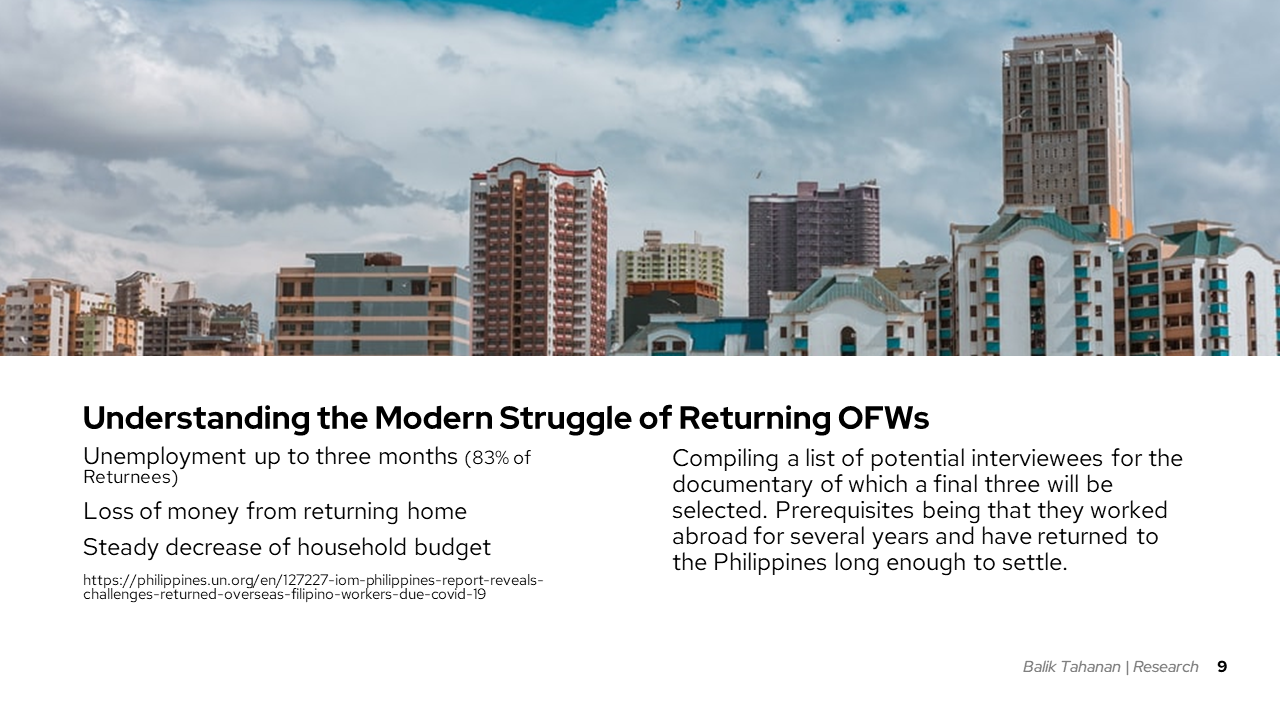 Understanding the Modern Struggle of Returning OFWs
Unemployment up to three months (83% of
Returnees)
Loss of money from returning home
Steady decrease of household budget
https://philippines.un.org/en/127227-iom-philippines-report-reveals-
challenges-returned-overseas-filipino-workers-due-covid-19
Compiling a list of potential interviewees for the
documentary of which a final three will be
selected. Prerequisites being that they worked
abroad for several years and have returned to
the Philippines long enough to settle.
Balik Tahanan | Research 9